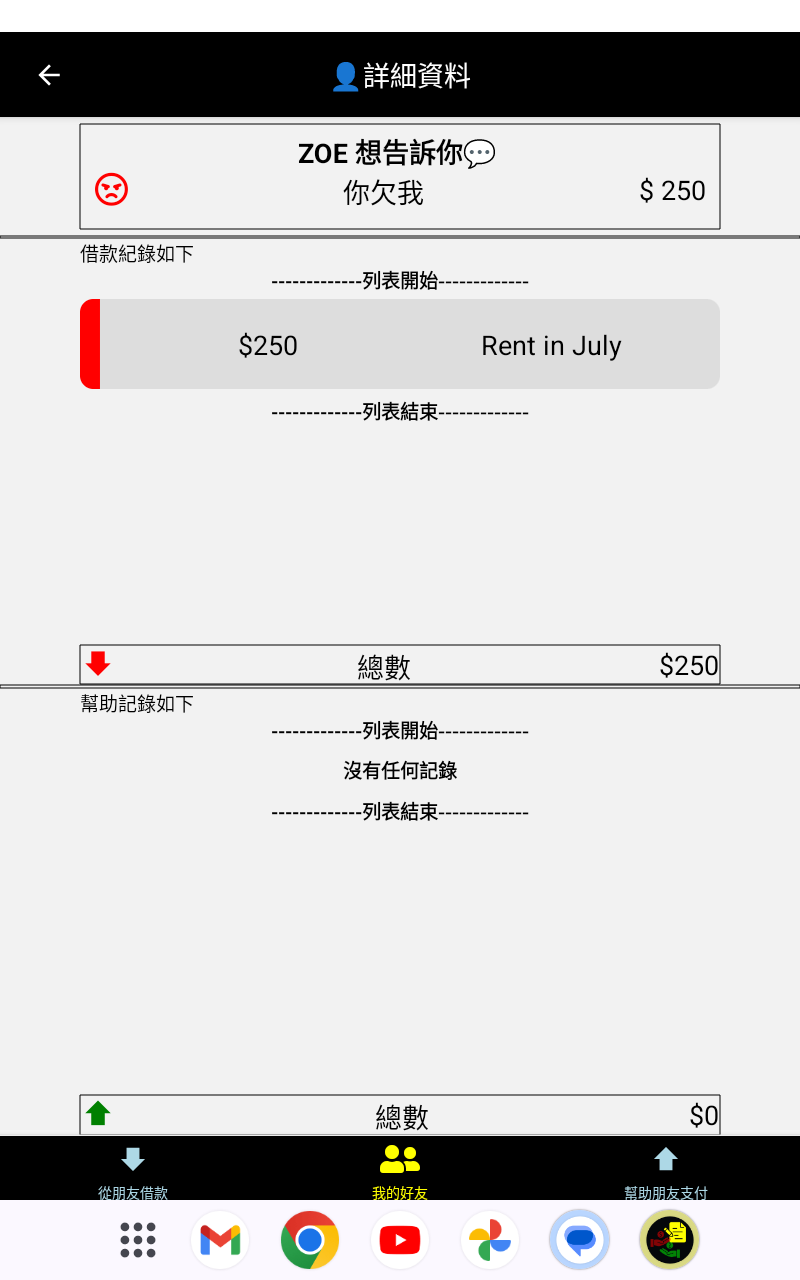 👤詳細資料
ZOE 想告訴你💬
你欠我
$ 250
借款紀錄如下
-------------列表開始-------------
$250 Rent in July
-------------列表結束-------------
總數 $250
幫助記錄如下
-------------列表開始-------------
沒有任何記錄
-------------列表結束-------------
總數 $0
從朋友借款 我的好友 幫助朋友支付